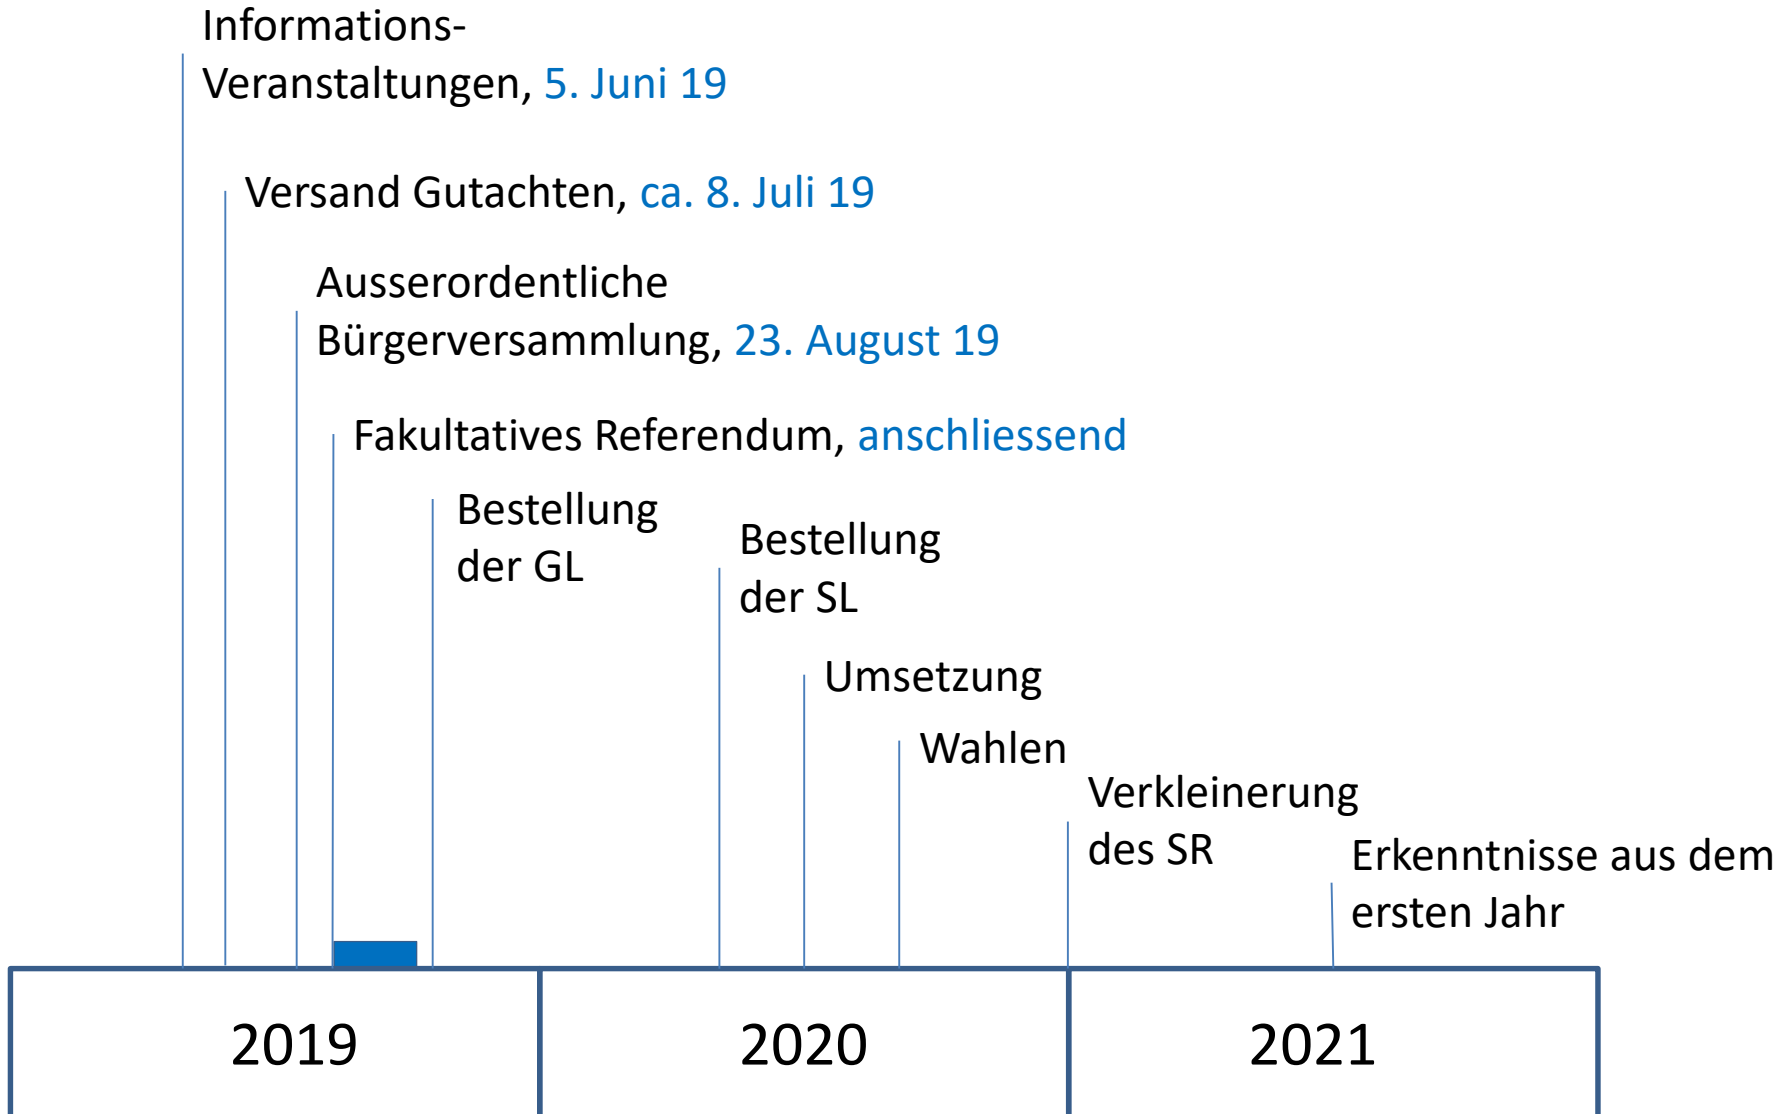 Informations-
Veranstaltungen, 5. Juni 19
Versand Gutachten, ca. 8. Juli 19
Ausserordentliche
Bürgerversammlung, 23. August 19
Fakultatives Referendum, anschliessend
Bestellung
der GL
Bestellung
der SL
Umsetzung
Wahlen
Verkleinerung
des SR
Erkenntnisse aus dem
ersten Jahr
2019
2020
2021